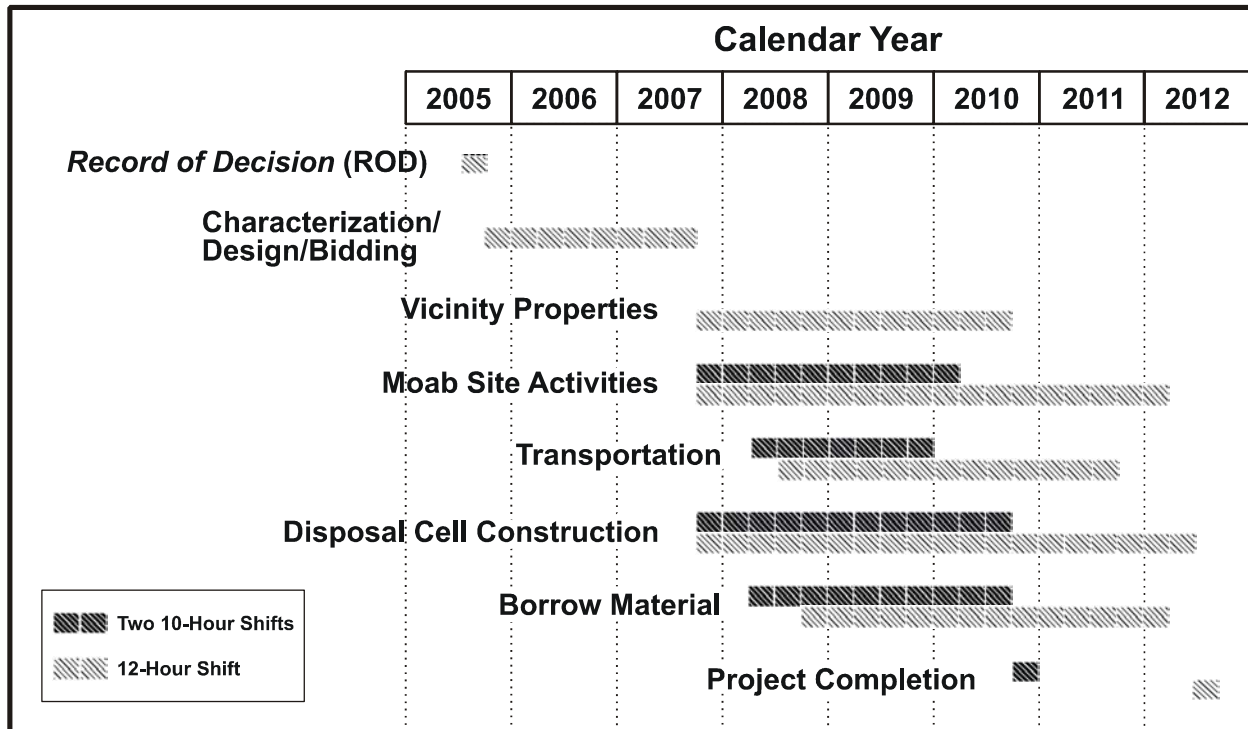 Calendar Year
2005 2006 2007 2008 2009 2010 2011 2012
Record of Decision (ROD)
Characterization/
Design/Bidding
Vicinity Properties
Moab Site Activities
Transportation
Disposal Cell Construction
Borrow Material
Project Completion
Two 10-Hour Shifts
12-Hour Shift